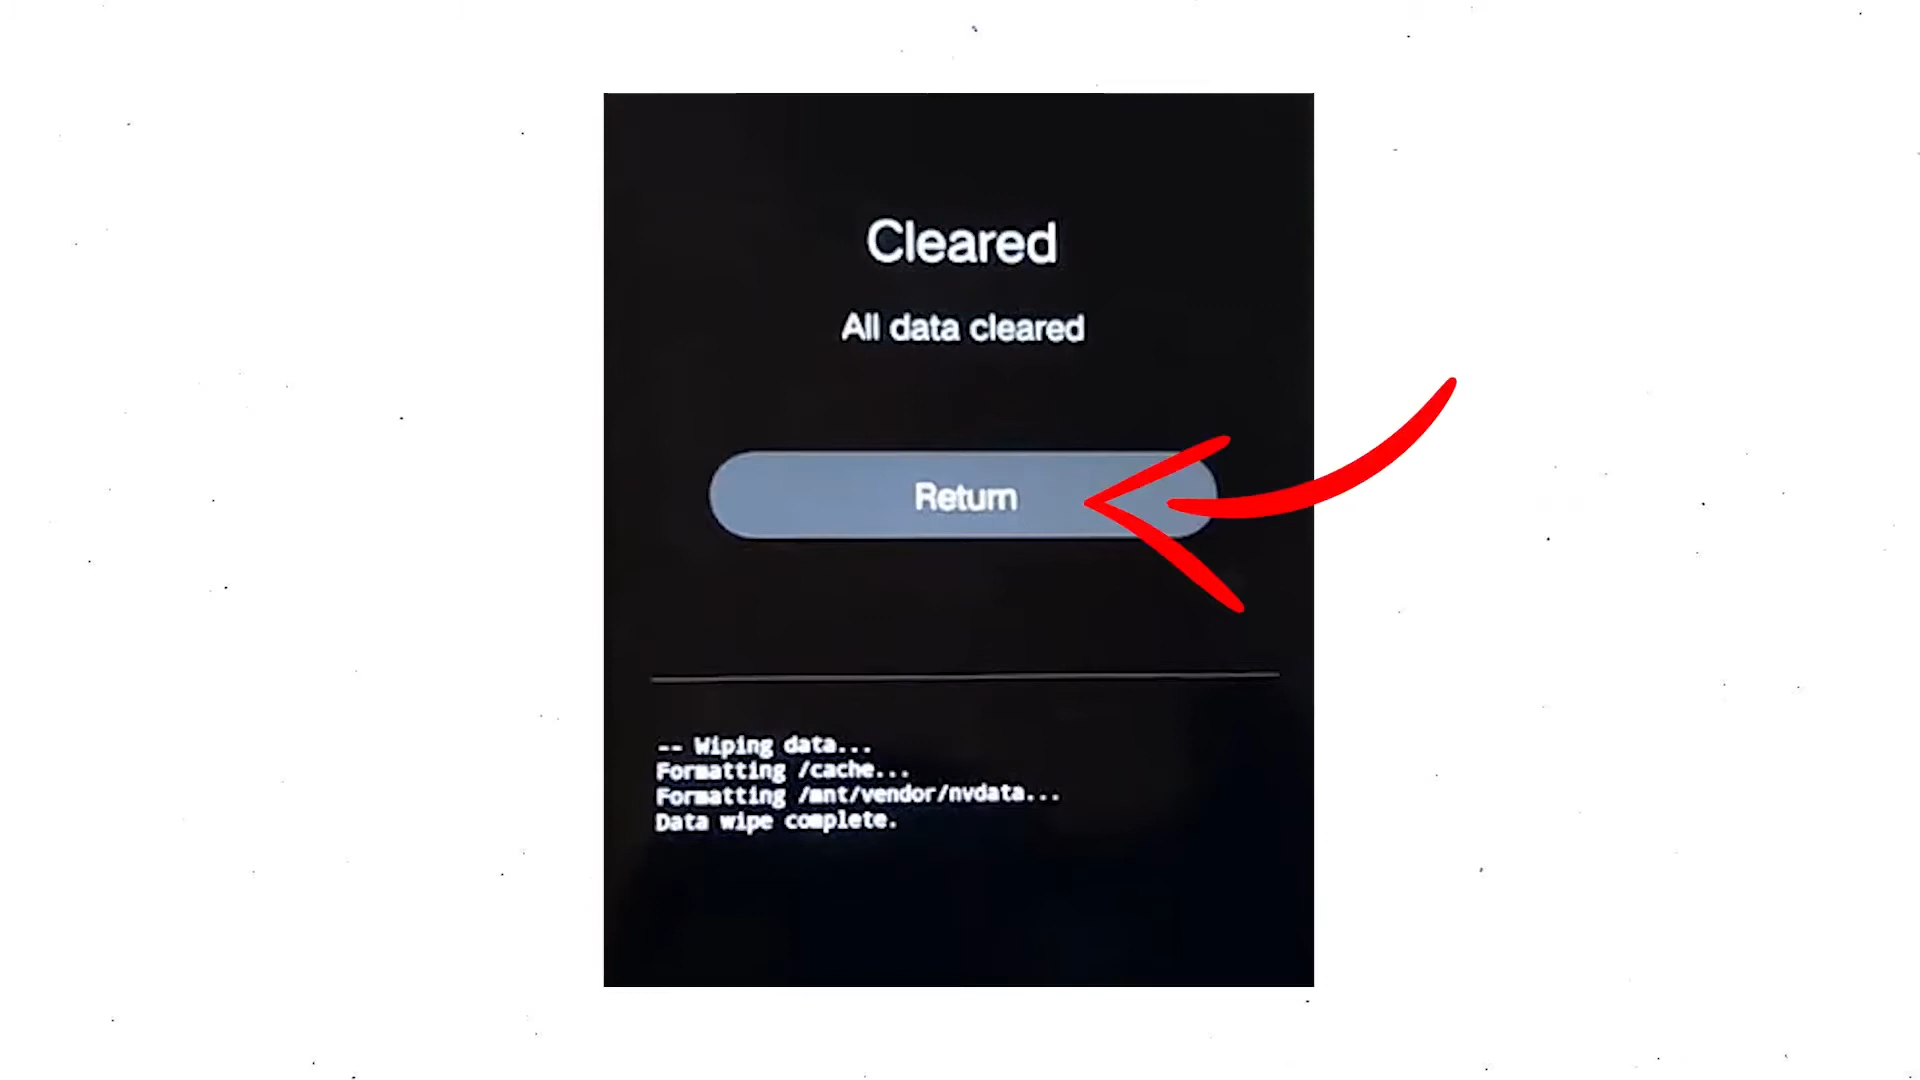 Cleared
All data cleared
Return
-- Wiping data...
Formatting /cache...
Formatting /mnt/vendor/nvdata...
Data wipe complete.